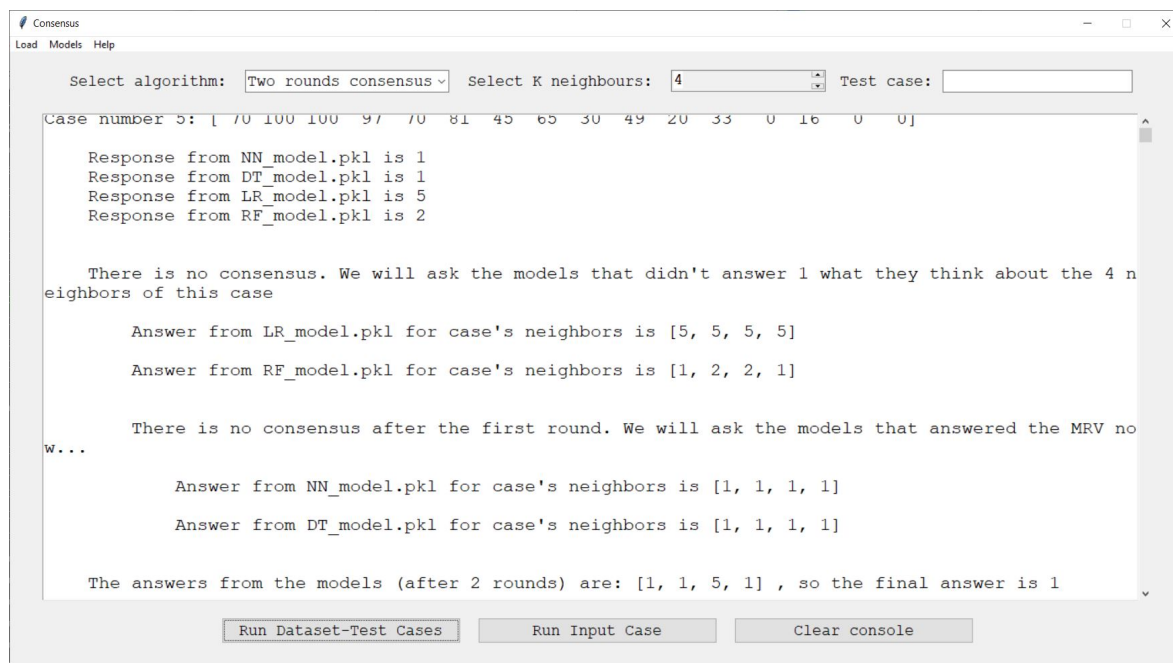 Consensus
Load Models Help
Select algorithm: Two rounds consensus Select K neighbours: 4 Test case:
Case number 5: [ 70 100 100 97 70 81 45 65 30 49 20 33 0 16 0 0]
Response from NN_model.pkl is 1
Response from DT_model.pkl is 1
Response from LR_model.pkl is 5
Response from RF_model.pkl is 2
There is no consensus. We will ask the models that didn't answer 1 what they think about the 4 n
eighbors of this case
Answer from LR_model.pkl for case's neighbors is [5, 5, 5, 5]
Answer from RF_model.pkl for case's neighbors is [1, 2, 2, 1]
There is no consensus after the first round. We will ask the models that answered the MRV no
w...
Answer from NN_model.pkl for case's neighbors is [1, 1, 1, 1]
Answer from DT_model.pkl for case's neighbors is [1, 1, 1, 1]
The answers from the models (after 2 rounds) are: [1, 1, 5, 1] , so the final answer is 1
Run Dataset-Test Cases Run Input Case Clear console